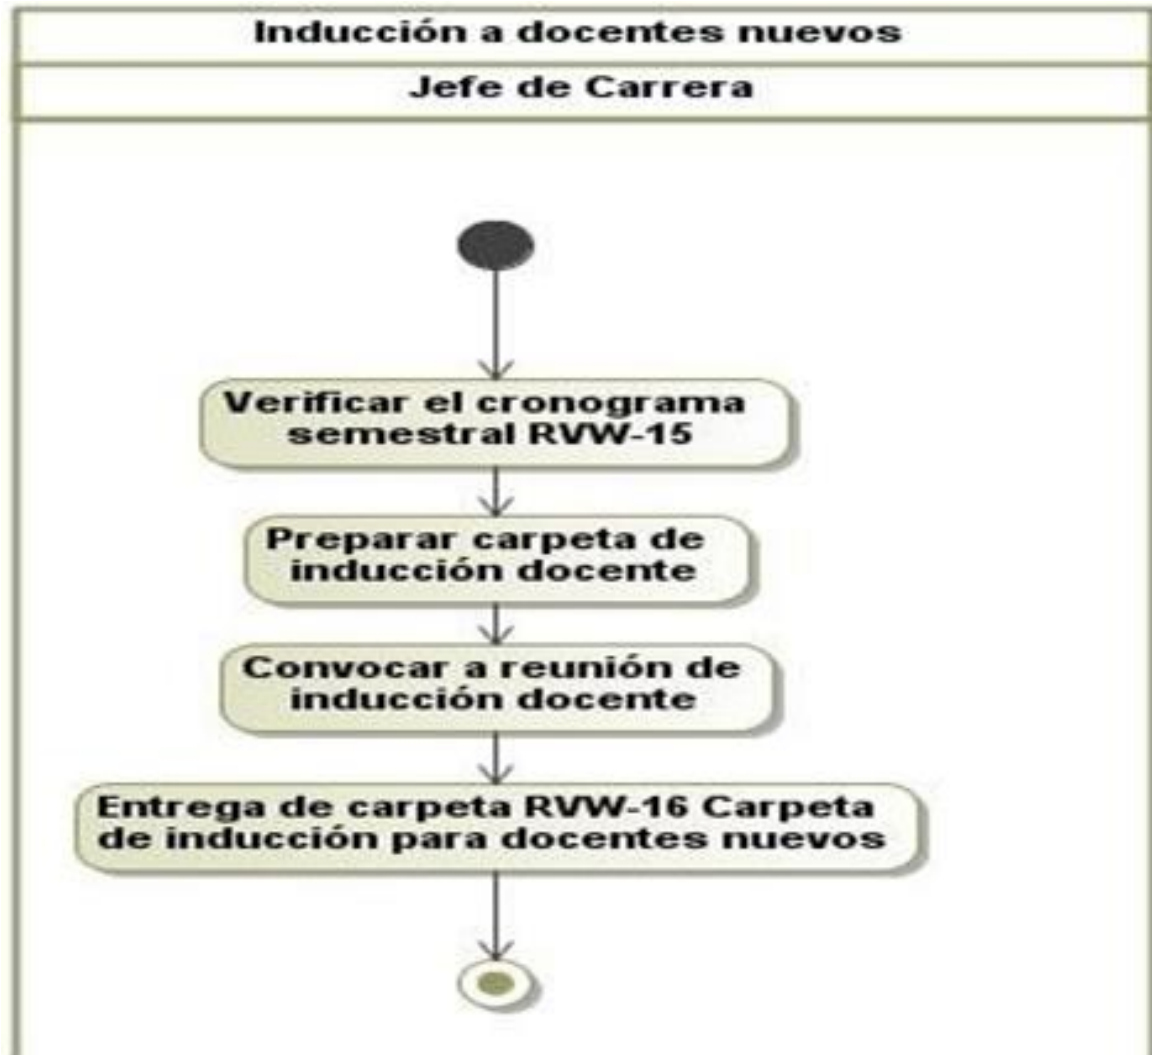 Inducción a docentes nuevos
Jefe de Carrera
Verificar el cronograma
semestral RVW-15
Preparar carpeta de
inducción docente
Convocar a reunión de
inducción docente
Entrega de carpeta RVW-16 Carpeta
de inducción para docentes nuevos